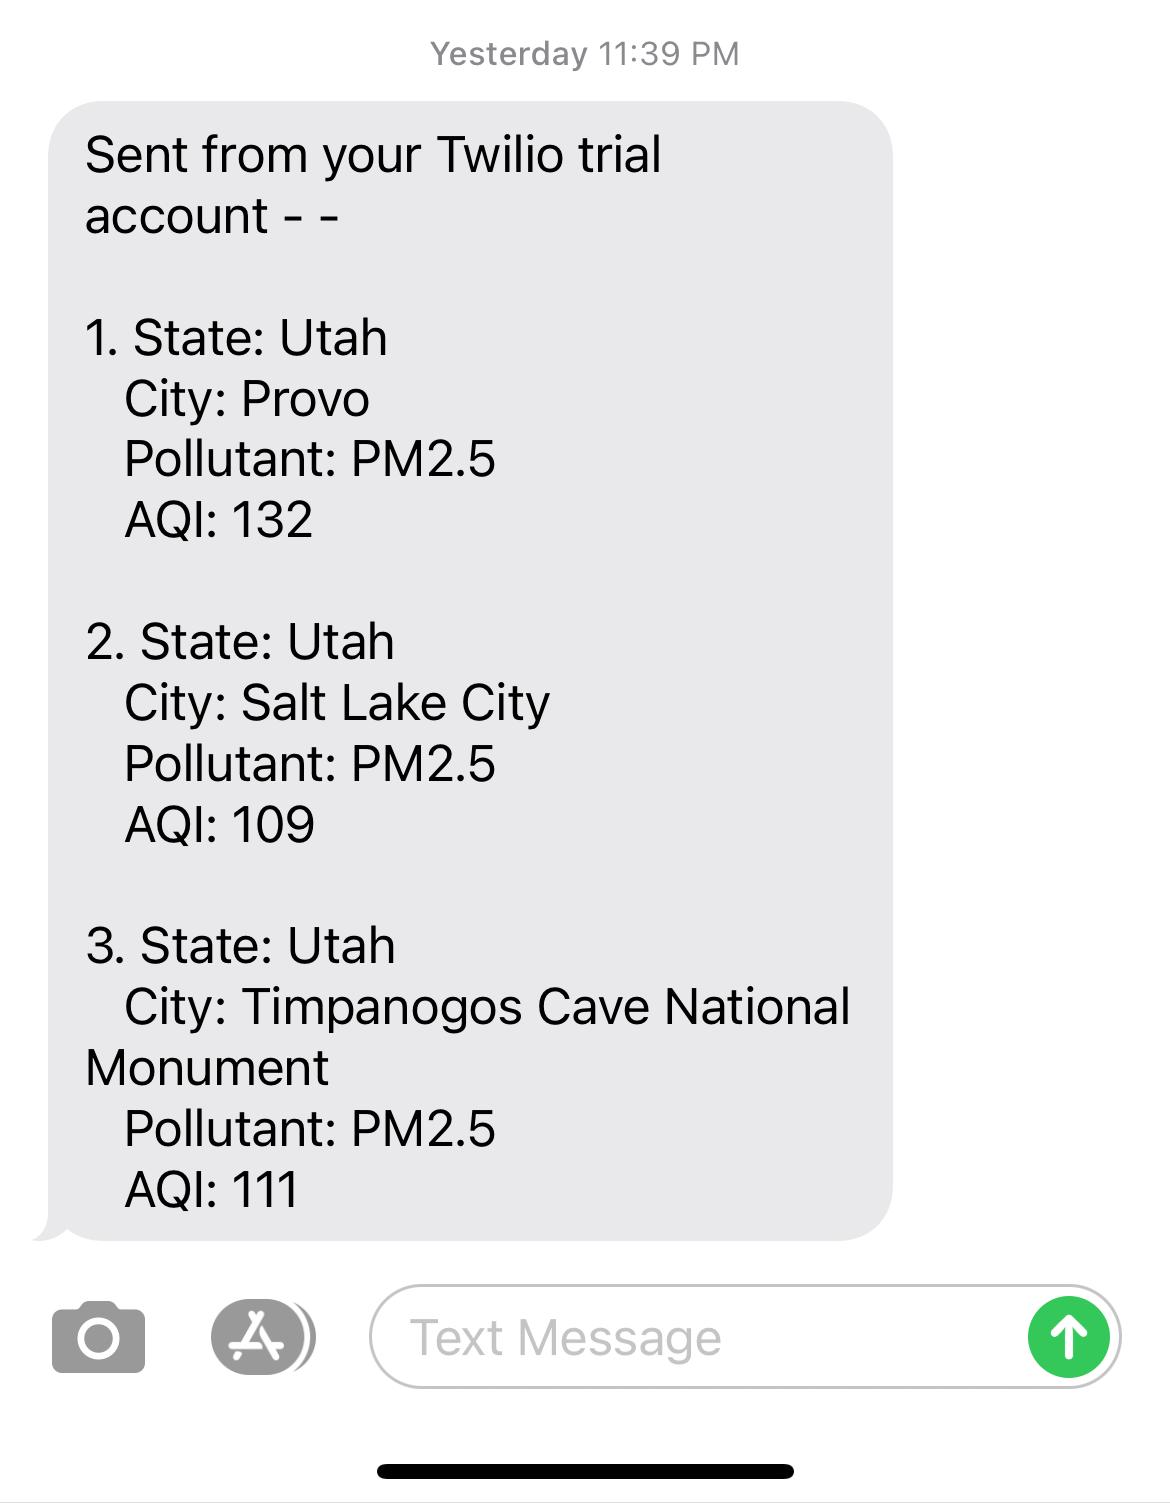 Yesterday 11:39 PM
Sent from your Twilio trial
account - -
1. State: Utah
City: Provo
Pollutant: PM2.5
AQI: 132
2. State: Utah
City: Salt Lake City
Pollutant: PM2.5
AQI: 109
3. State: Utah
City: Timpanogos Cave National
Monument
Pollutant: PM2.5
AQI: 111
Text Message